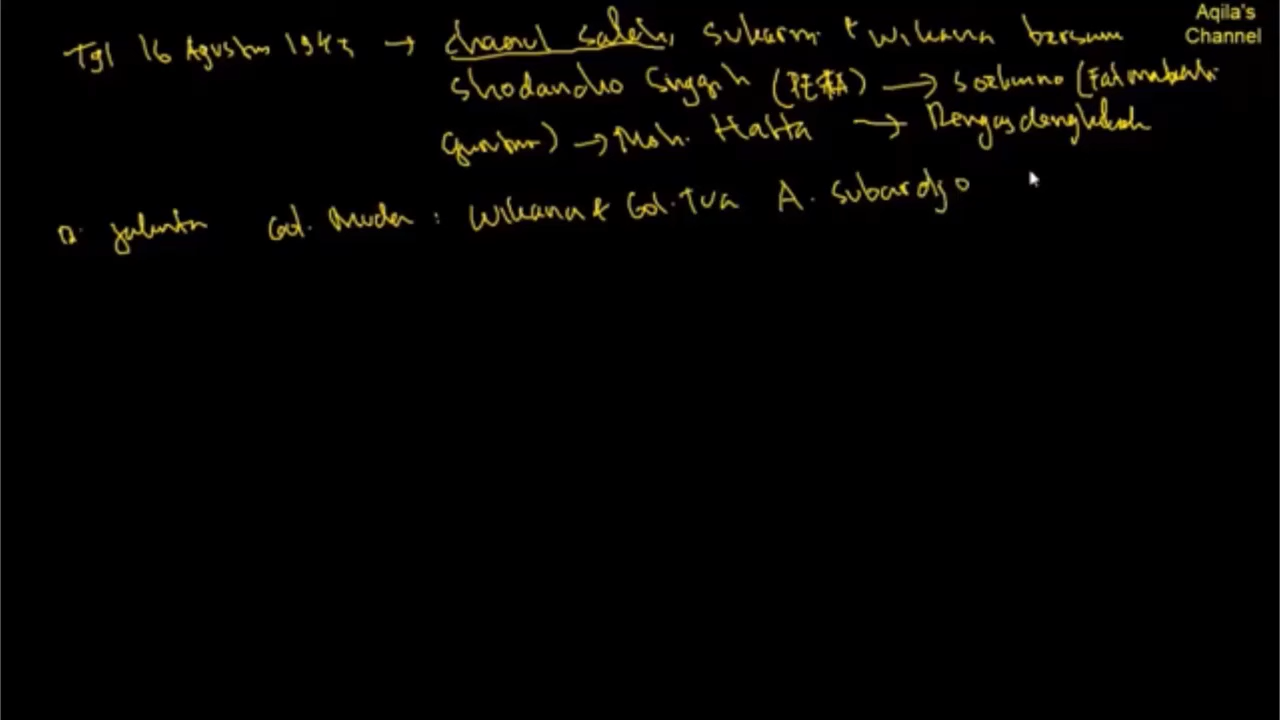 Aqila's
Channel
Tgl 16 Agustus 1945 → Chaerul Saleh, Sukarni + Wikana bersama
Shodancho Singgih ( ) → Soekarno (Fatmawati
Guntur) → Moh. Hatta → Rengasdengklok
Di Jakarta Gol. Muda : Wikana & Gol. Tua A. Subardjo